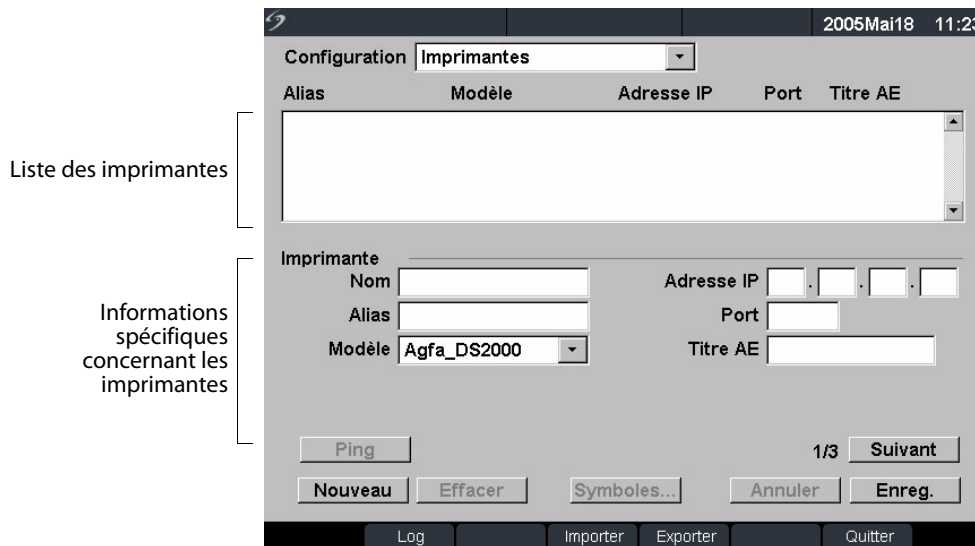 2005Mai18 11:23
Configuration Imprimantes
Alias Modèle Adresse IP Port Titre AE
Liste des imprimantes
Imprimante
Nom Adresse IP . . .
Alias Port
Modèle Agfa_DS2000 Titre AE
Informations
spécifiques
concernant les
imprimantes
Ping 1/3 Suivant
Nouveau Effacer Symboles... Annuler Enreg.
Log Importer Exporter Quitter